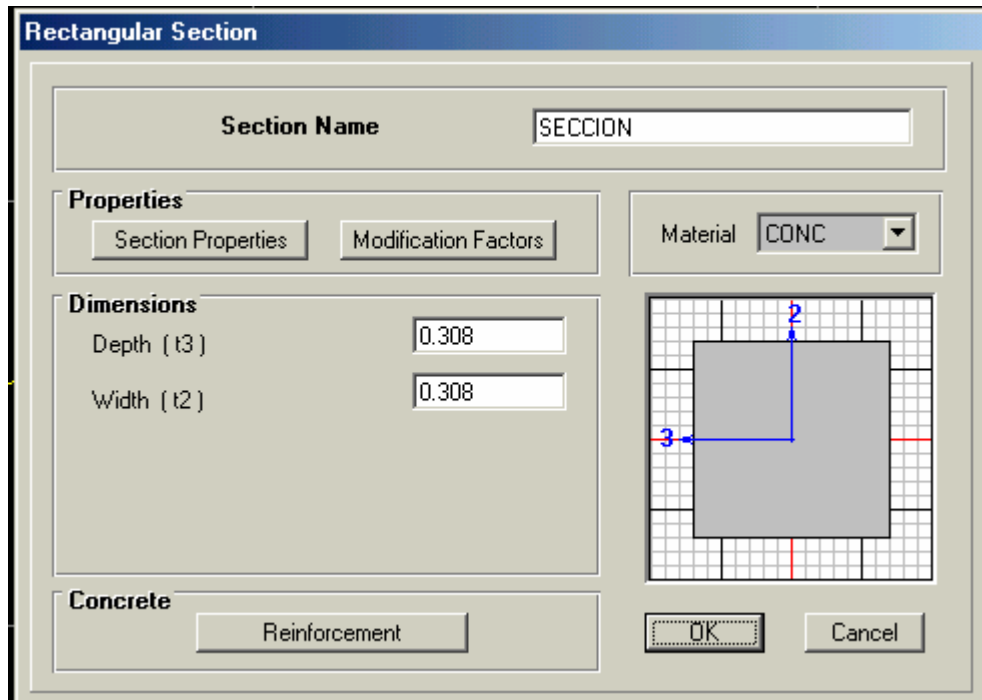 Rectangular Section
Section Name SECCION
Properties
Section Properties Modification Factors
Material CONC
Dimensions
Depth ( t3 ) 0.308
Width ( t2 ) 0.308
2
3
Concrete
Reinforcement
OK Cancel